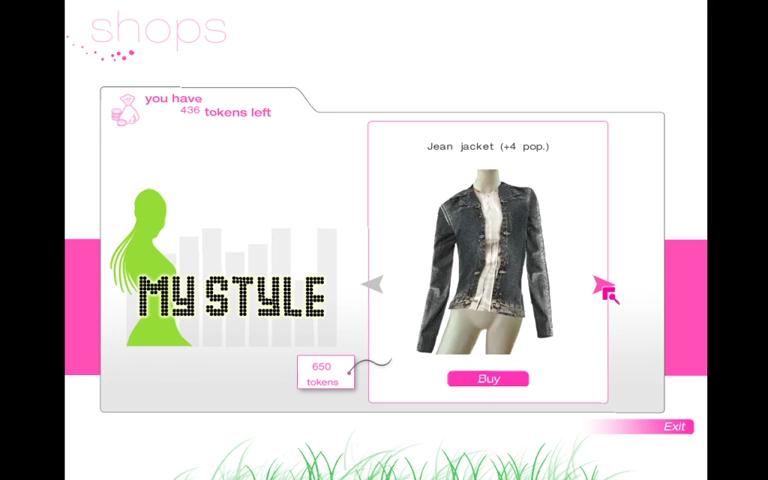 shops
you have
436 tokens left
Jean jacket (+4 pop.)
MY STYLE
650
tokens
Buy
Exit